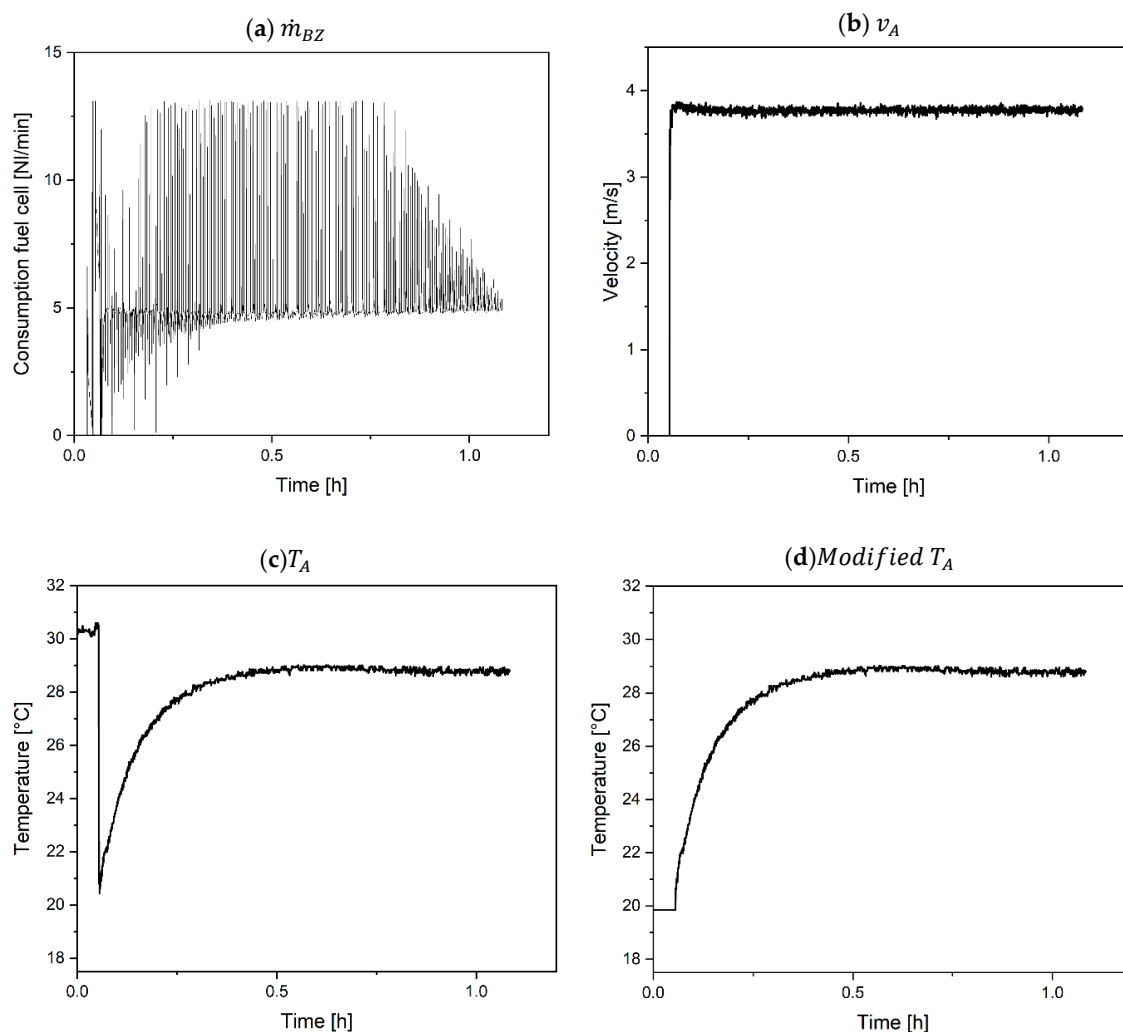 (a) ṁ_BZ
15
10
5
0
Consumption fuel cell [Nl/min]
0.0 0.5 1.0
Time [h]
(b) v_A
4
3
2
1
0
Velocity [m/s]
0.0 0.5 1.0
Time [h]
(c)T_A
32
30
28
26
24
22
20
18
Temperature [°C]
0.0 0.5 1.0
Time [h]
(d)Modified T_A
32
30
28
26
24
22
20
18
Temperature [°C]
0.0 0.5 1.0
Time [h]